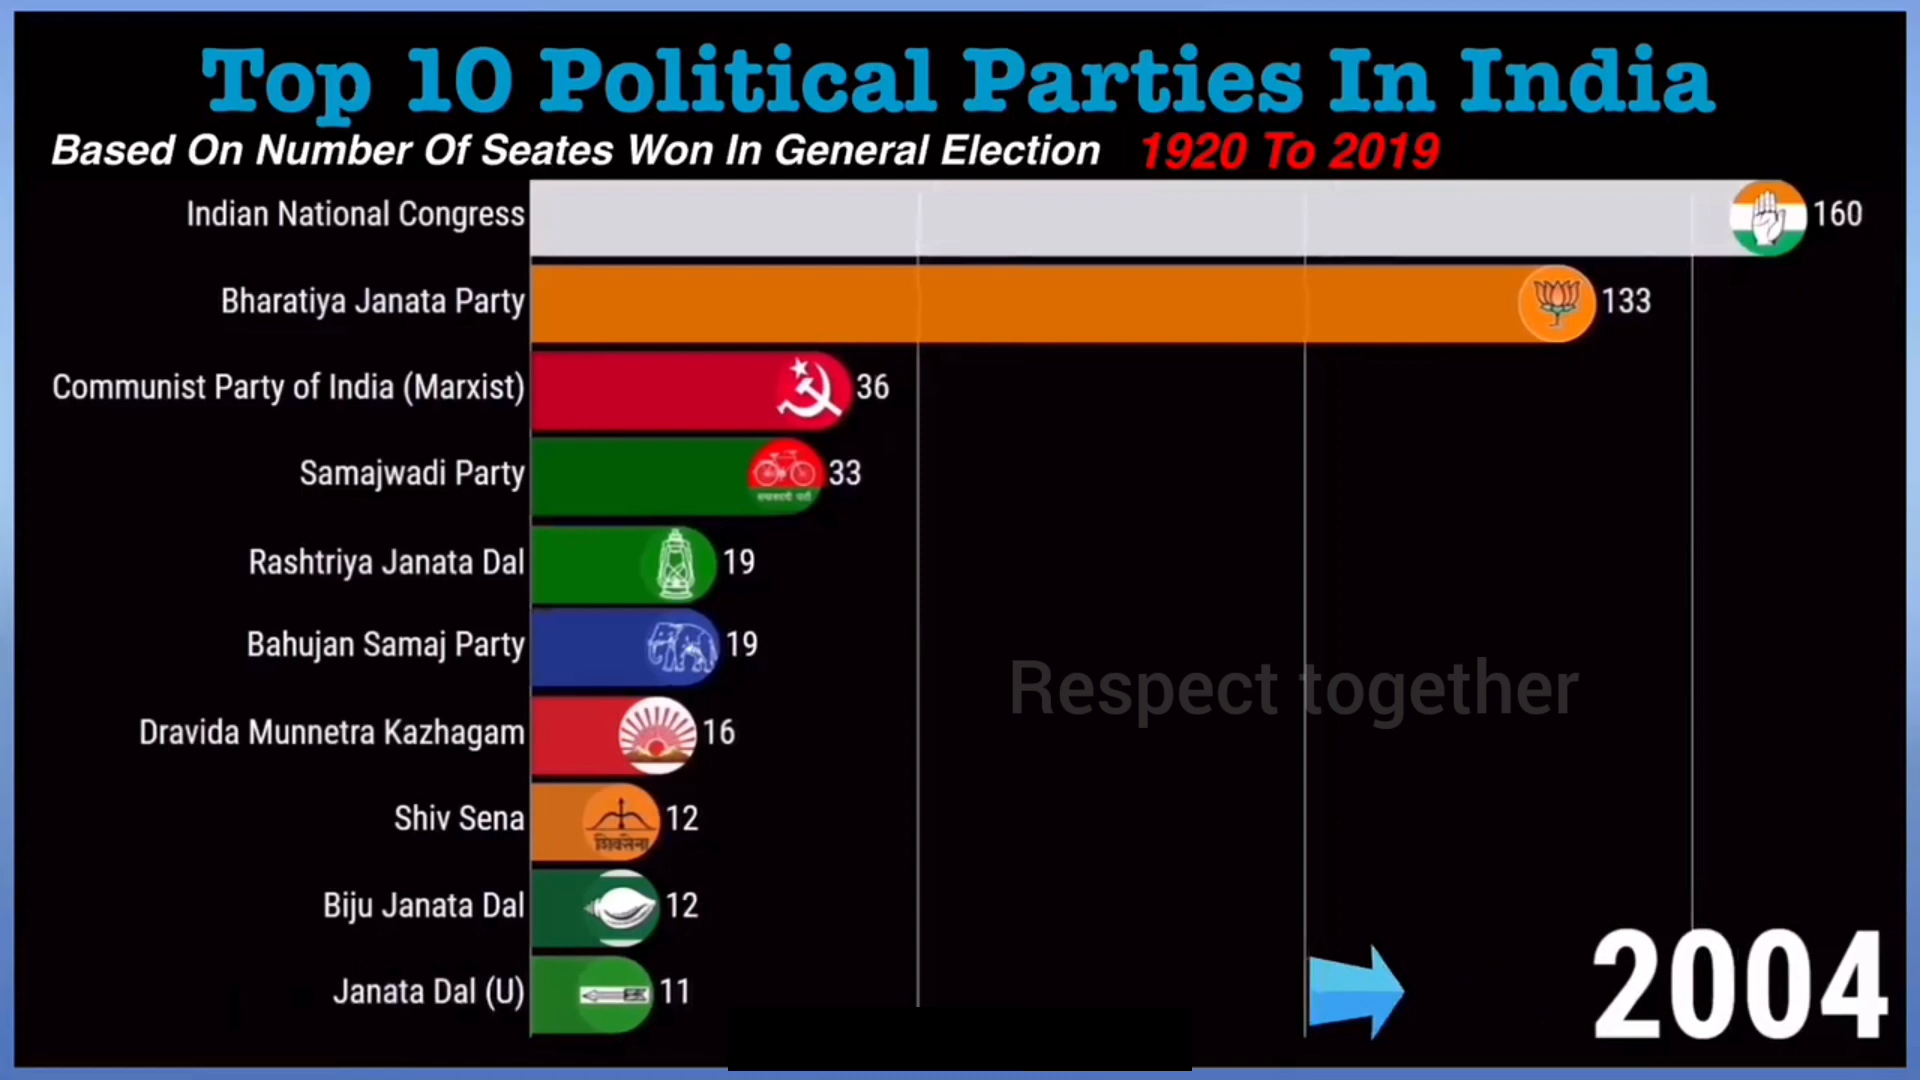 Top 10 Political Parties In India
Based On Number Of Seates Won In General Election 1920 To 2019
Indian National Congress 160
Bharatiya Janata Party 133
Communist Party of India (Marxist) 36
Samajwadi Party 33
समाजवादी पार्टी
Rashtriya Janata Dal 19
Bahujan Samaj Party 19
Respect together
Dravida Munnetra Kazhagam 16
Shiv Sena 12
शिवसेना
Biju Janata Dal 12
Janata Dal (U) 11
2004